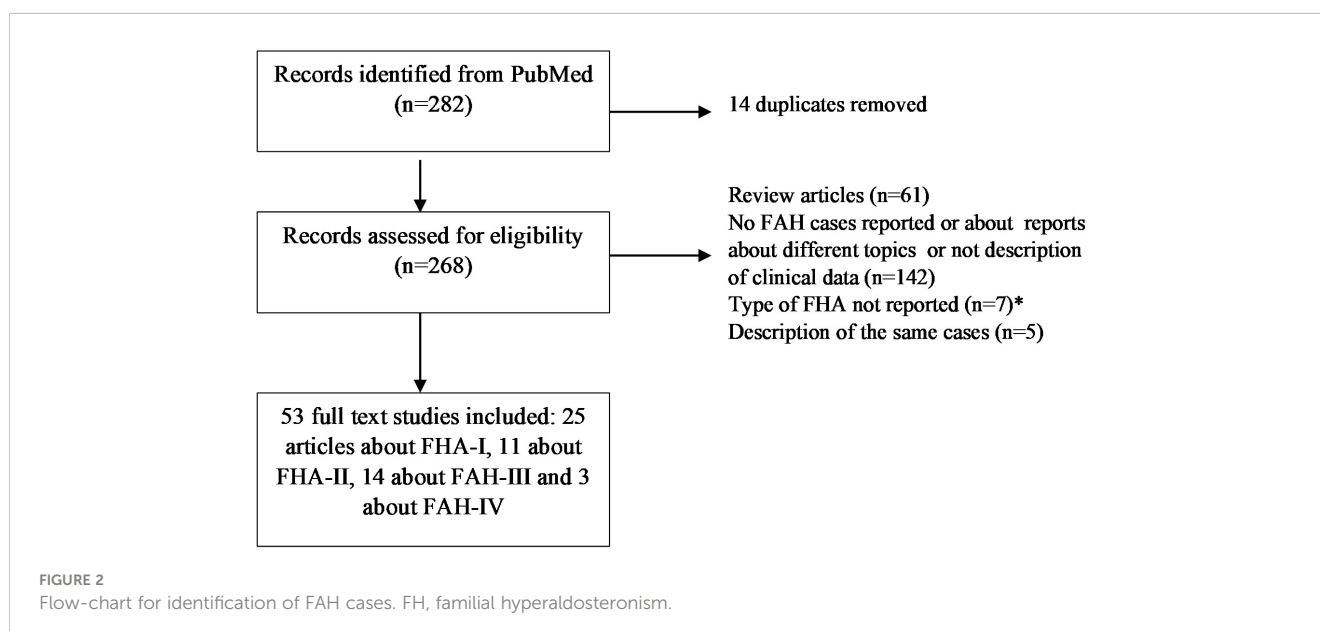 Records identified from PubMed
(n=282)
14 duplicates removed
Records assessed for eligibility
(n=268)
Review articles (n=61)
No FAH cases reported or about reports
about different topics or not description
of clinical data (n=142)
Type of FHA not reported (n=7)*
Description of the same cases (n=5)
53 full text studies included: 25
articles about FHA-I, 11 about
FHA-II, 14 about FAH-III and 3
about FAH-IV
FIGURE 2
Flow-chart for identification of FAH cases. FH, familial hyperaldosteronism.